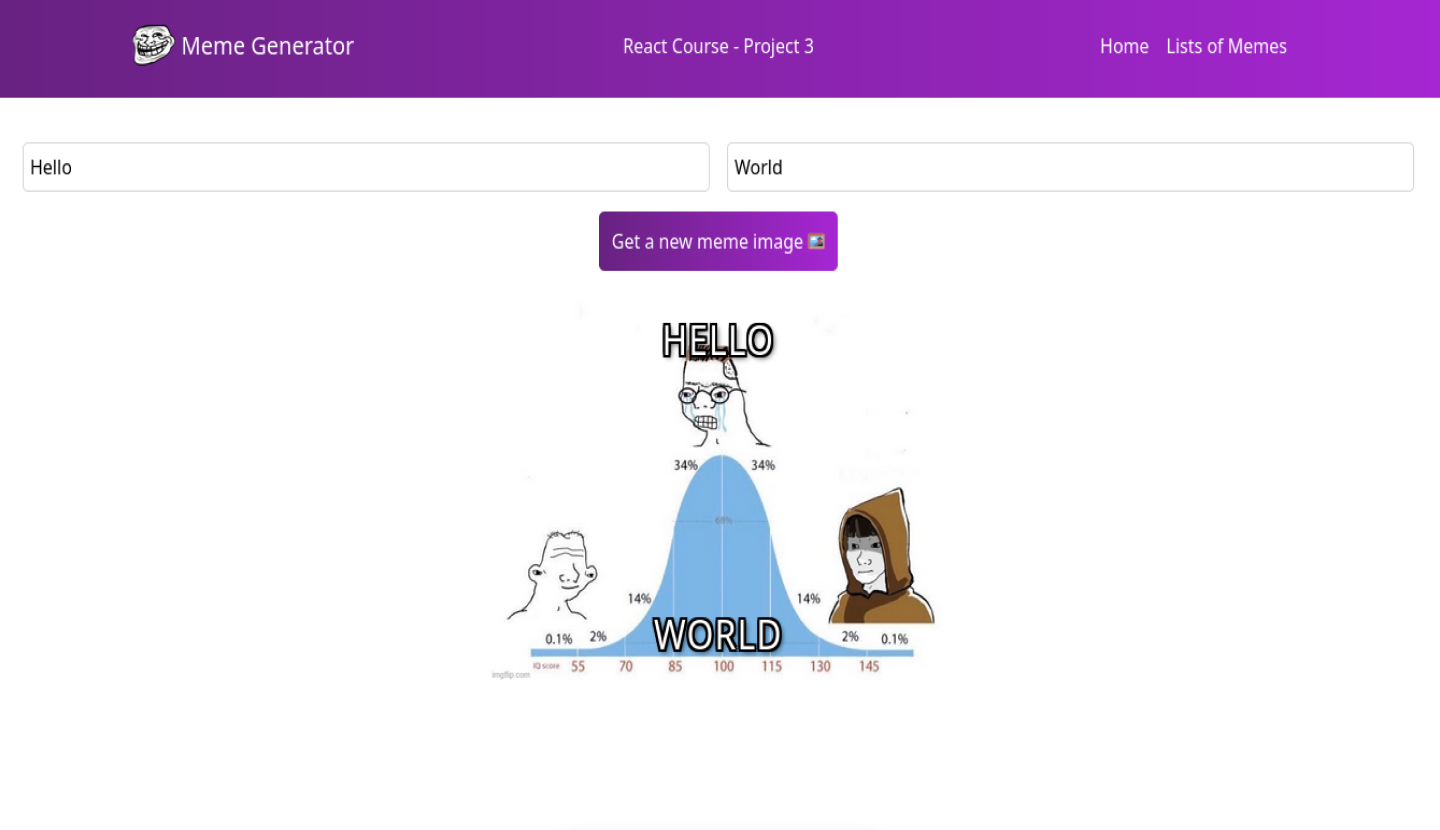 Meme Generator
React Course - Project 3
Home
Lists of Memes
Hello
World
Get a new meme image
HELLO
34%
34%
68%
14%
14%
WORLD
0.1%
2%
2%
0.1%
IQ score
55
70
85
100
115
130
145
imgflip.com